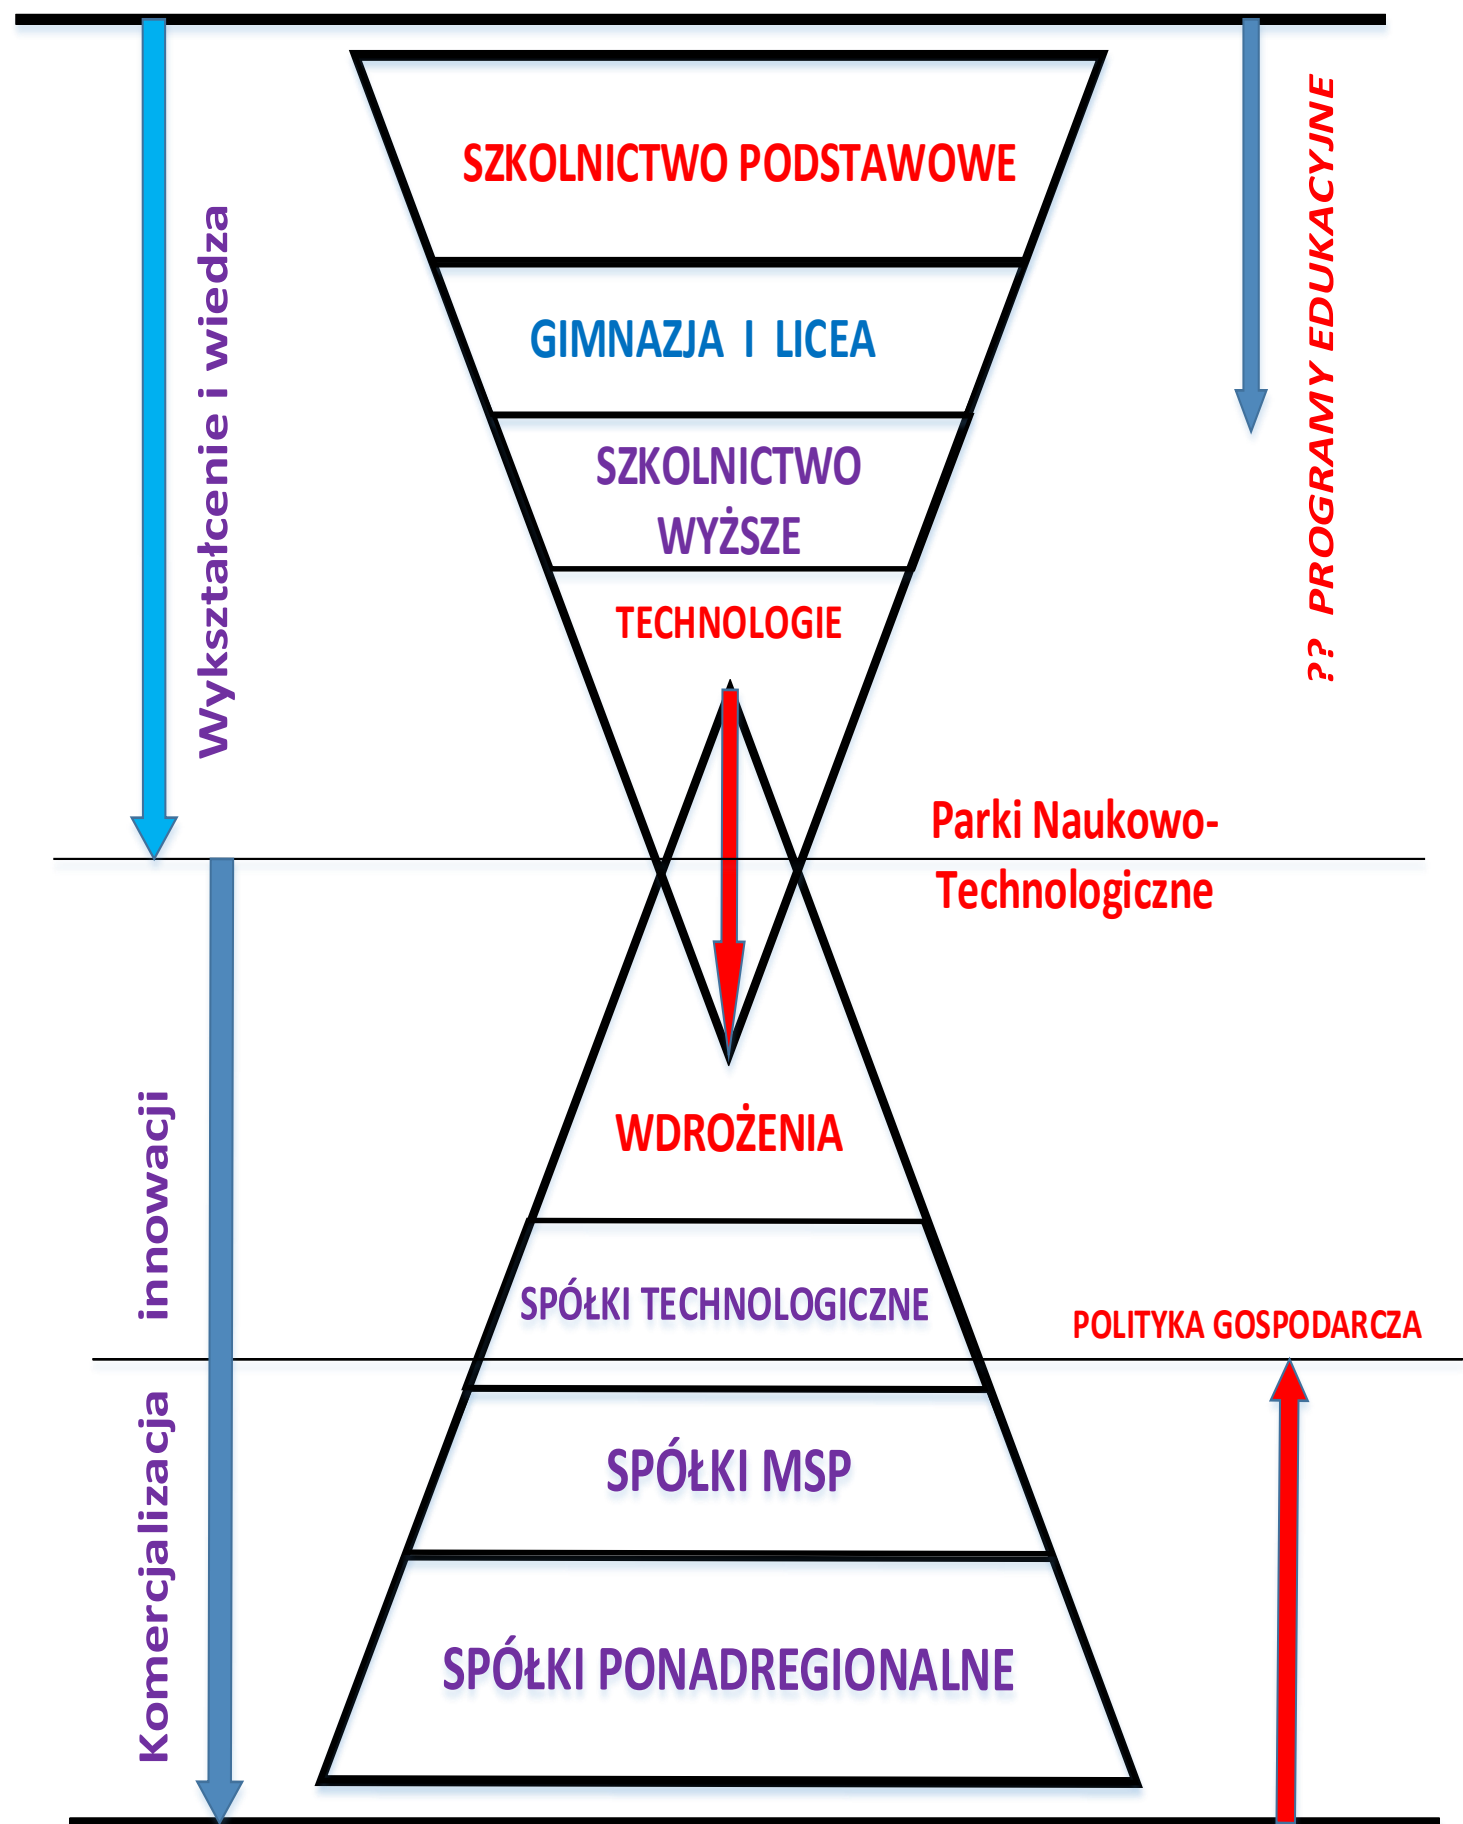 SZKOLNICTWO PODSTAWOWE
GIMNAZJA I LICEA
SZKOLNICTWO
WYŻSZE
TECHNOLOGIE
Wykształcenie i wiedza
?? PROGRAMY EDUKACYJNE
Parki Naukowo-
Technologiczne
WDROŻENIA
SPÓŁKI TECHNOLOGICZNE
POLITYKA GOSPODARCZA
SPÓŁKI MSP
SPÓŁKI PONADREGIONALNE
Komercjalizacja innowacji